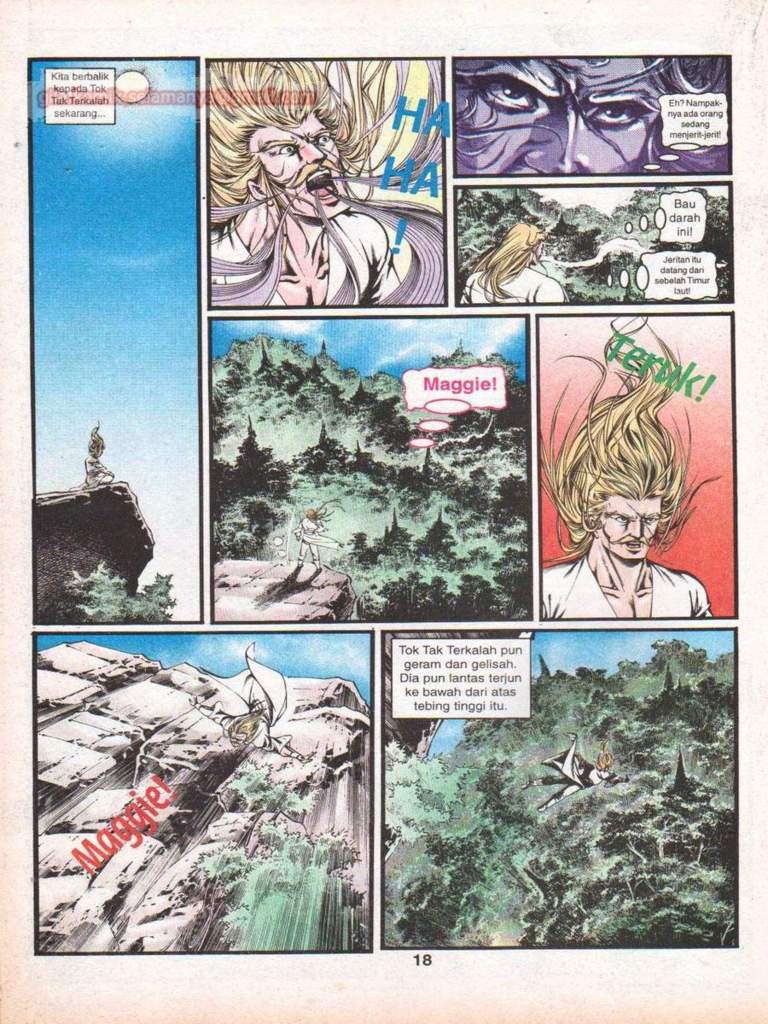 Kita berbalik
kepada Tok
Tak Terkalah
sekarang...
HA
HA
!
Eh? Nampak-
nya ada orang
sedang
menjerit-jerit!
Bau
darah
ini!
Jeritan itu
datang dari
sebelah Timur
laut!
Maggie!
Teruk!
Maggie!
Tok Tak Terkalah pun
geram dan gelisah.
Dia pun lantas terjun
ke bawah dari atas
tebing tinggi itu.
18